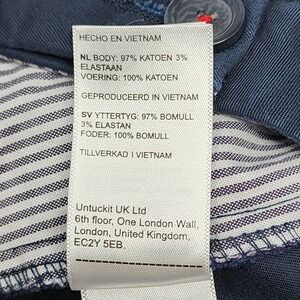 HECHO EN VIETNAM
NL BODY: 97% KATOEN 3%
ELASTAAN
VOERING: 100% KATOEN
GEPRODUCEERD IN VIETNAM
SV YTTERTYG: 97% BOMULL
3% ELASTAN
FODER: 100% BOMULL
TILLVERKAD I VIETNAM
Untuckit UK Ltd
6th floor, One London Wall,
London, United Kingdom,
EC2Y 5EB.